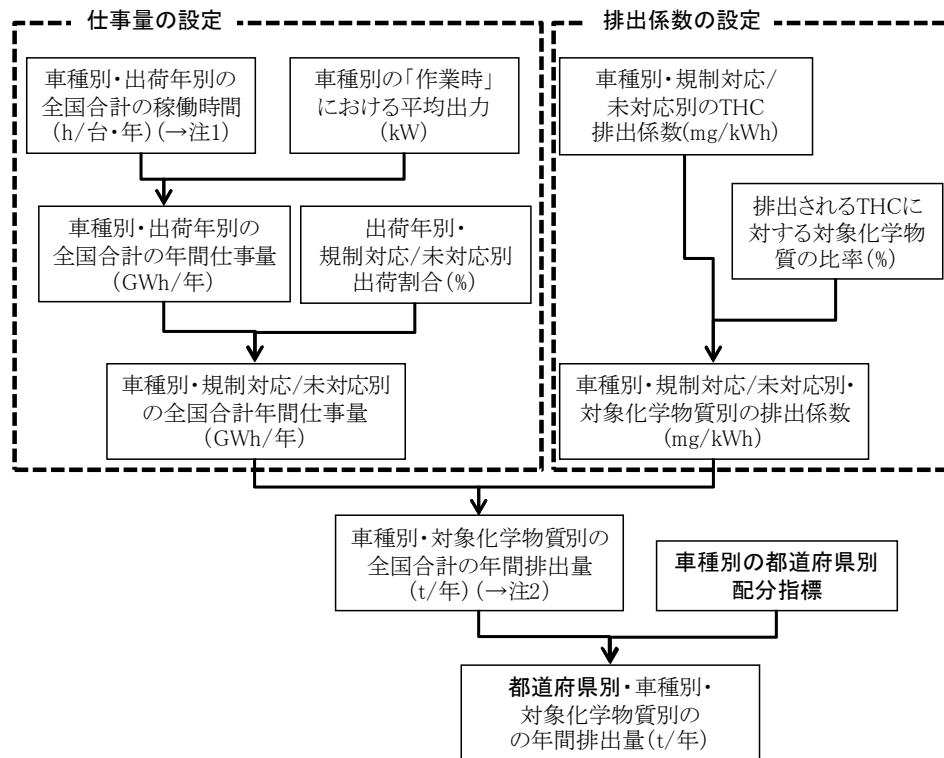 仕事量の設定
排出係数の設定
車種別・出荷年別の
全国合計の稼働時間
(h/台・年)(→注1)
車種別の「作業時」
における平均出力
(kW)
車種別・規制対応/
未対応別のTHC
排出係数(mg/kWh)
車種別・出荷年別の
全国合計の年間仕事量
(GWh/年)
出荷年別・
規制対応/未対応別
出荷割合(%)
排出されるTHCに
対する対象化学物
質の比率(%)
車種別・規制対応/未対応別
の全国合計年間仕事量
(GWh/年)
車種別・規制対応/未対応別・
対象化学物質別の排出係数
(mg/kWh)
車種別・対象化学物質別の
全国合計の年間排出量
(t/年)(→注2)
車種別の都道府県別
配分指標
都道府県別・車種別・
対象化学物質別の
の年間排出量(t/年)